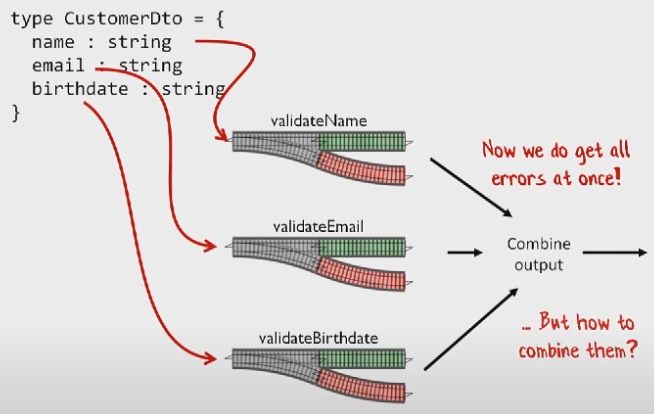 type CustomerDto = {
name : string
email : string
birthdate : string
}
validateName
Now we do get all
errors at once!
validateEmail
Combine
output
validateBirthdate
... But how to
combine them?